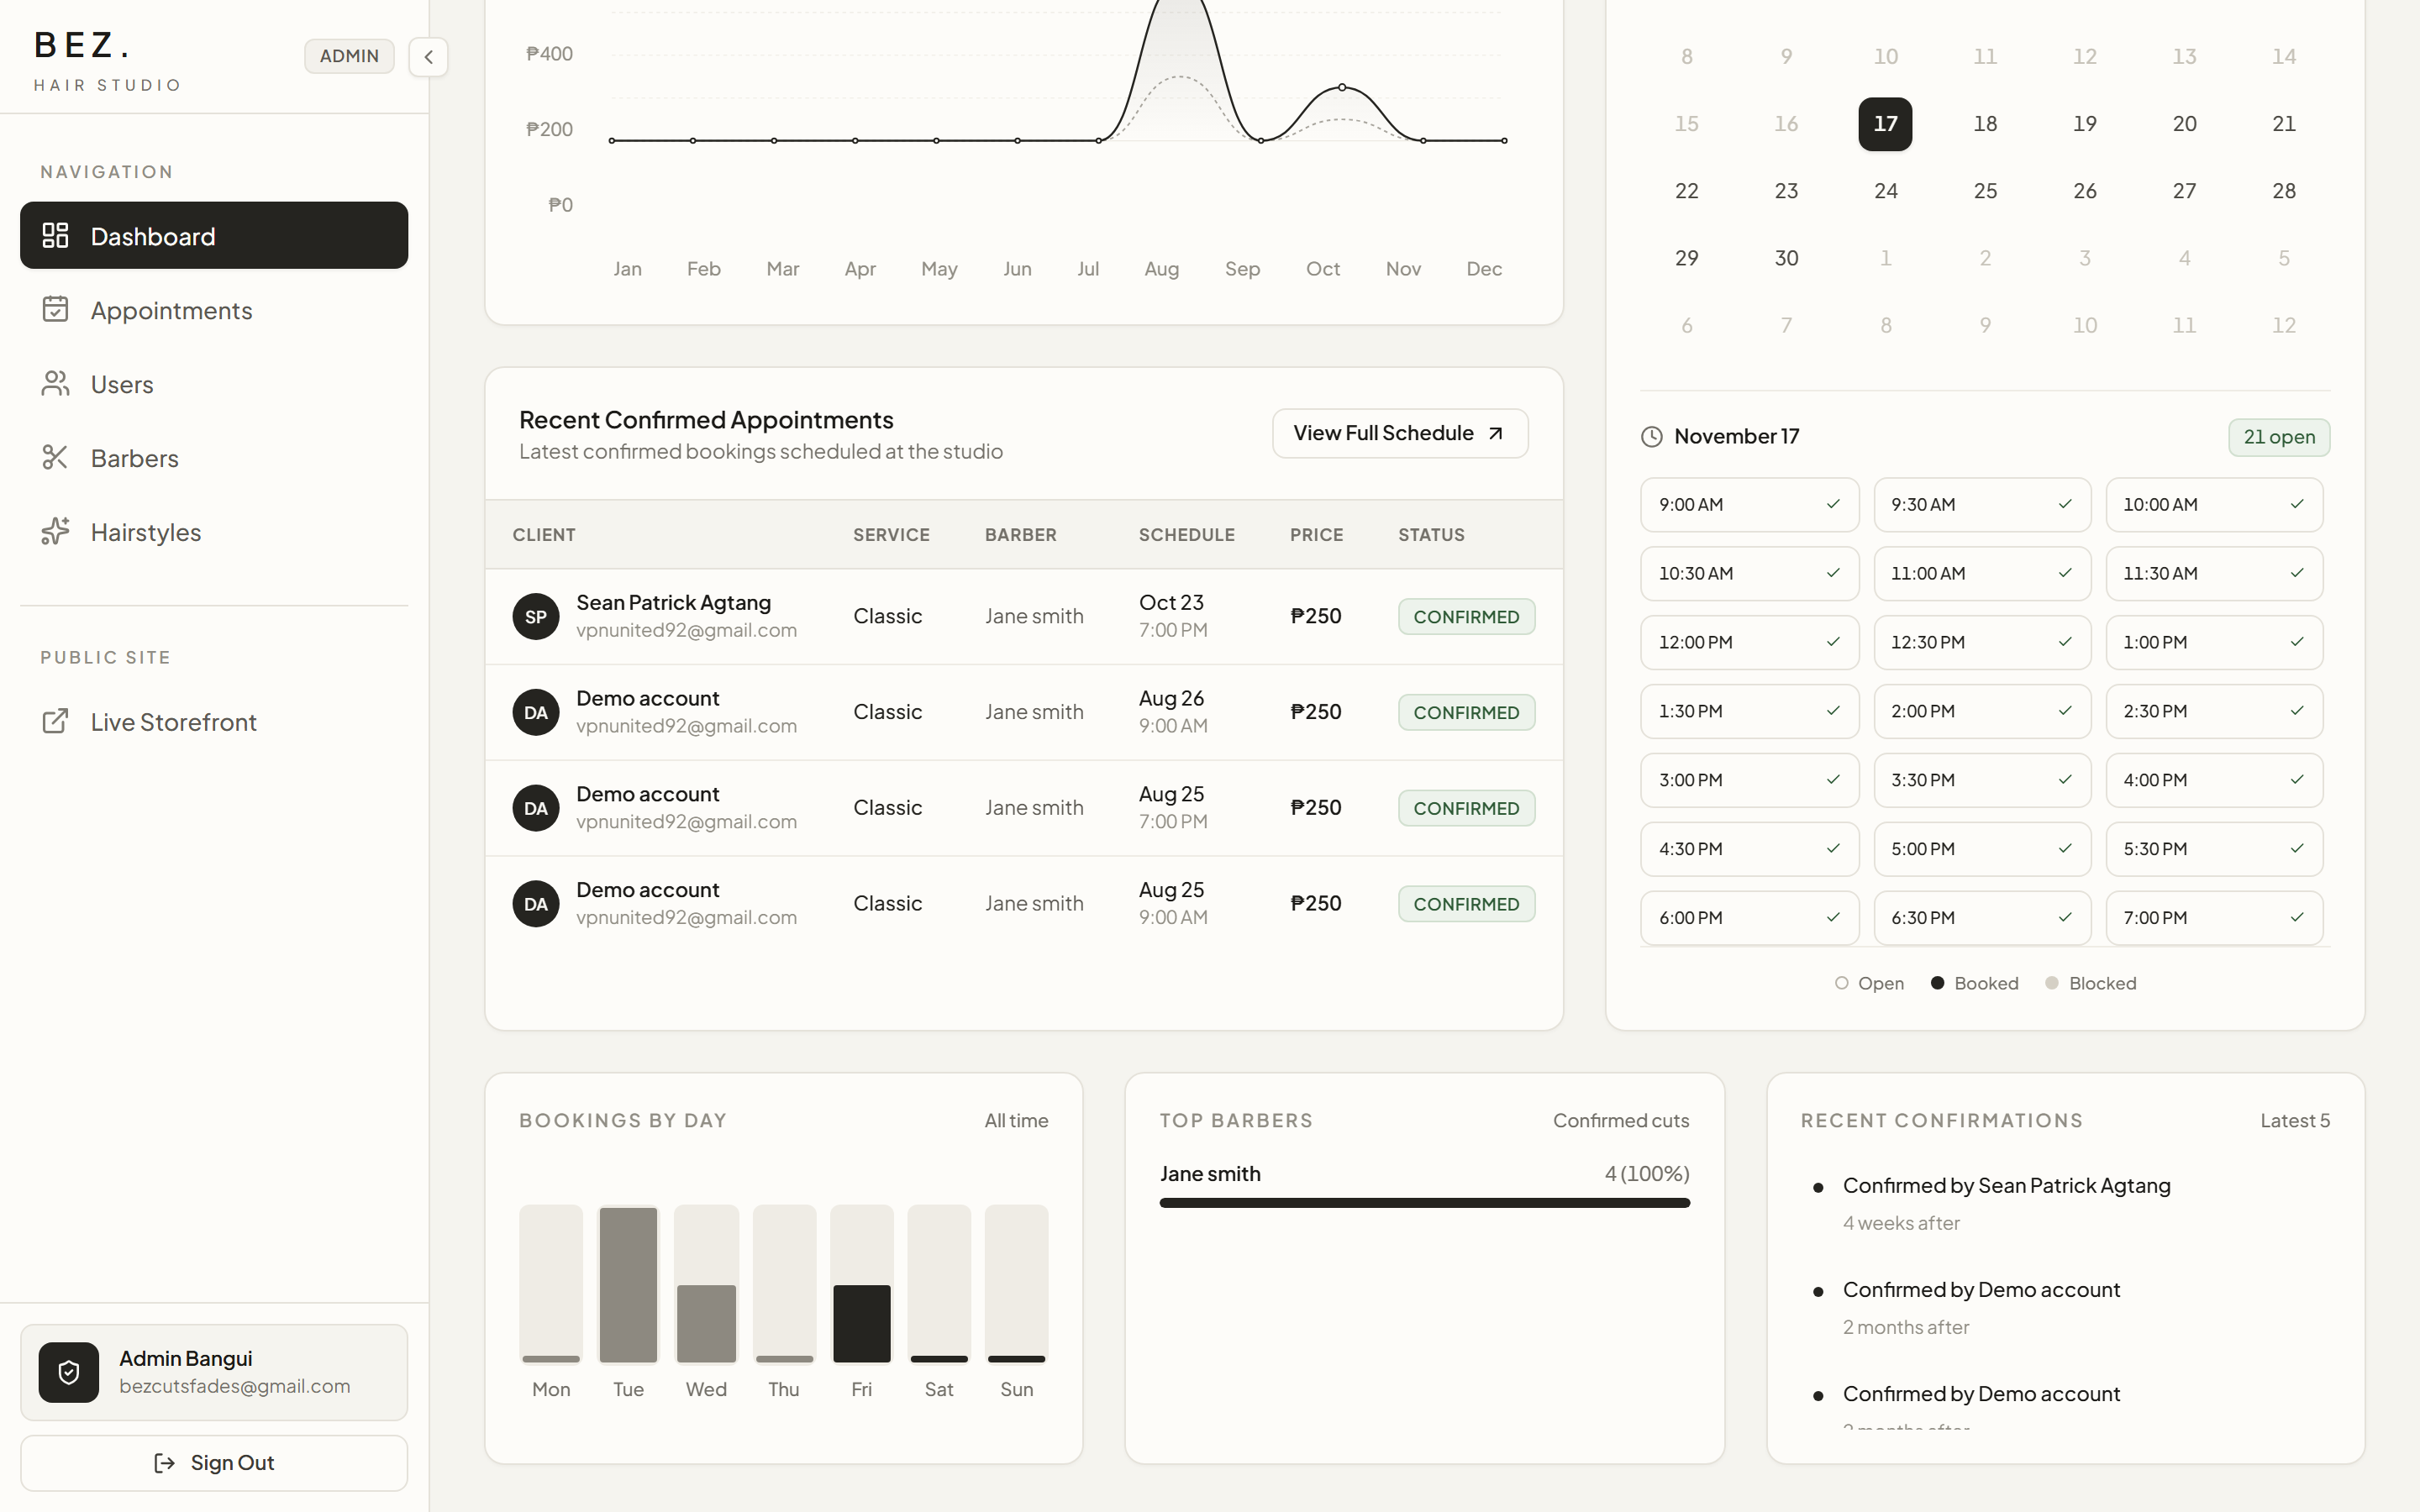 BEZ.
HAIR STUDIO
ADMIN
NAVIGATION
Dashboard
Appointments
Users
Barbers
Hairstyles
PUBLIC SITE
Live Storefront
Admin Bangui
bezcutsfades@gmail.com
Sign Out
₱400
₱200
₱0
Jan Feb Mar Apr May Jun Jul Aug Sep Oct Nov Dec
Recent Confirmed Appointments
Latest confirmed bookings scheduled at the studio
View Full Schedule
CLIENT SERVICE BARBER SCHEDULE PRICE STATUS
SP Sean Patrick Agtang Classic Jane smith Oct 23 ₱250 CONFIRMED
vpnunited92@gmail.com 7:00 PM
DA Demo account Classic Jane smith Aug 26 ₱250 CONFIRMED
vpnunited92@gmail.com 9:00 AM
DA Demo account Classic Jane smith Aug 25 ₱250 CONFIRMED
vpnunited92@gmail.com 7:00 PM
DA Demo account Classic Jane smith Aug 25 ₱250 CONFIRMED
vpnunited92@gmail.com 9:00 AM
8 9 10 11 12 13 14
15 16 17 18 19 20 21
22 23 24 25 26 27 28
29 30 1 2 3 4 5
6 7 8 9 10 11 12
November 17 21 open
9:00 AM 9:30 AM 10:00 AM
10:30 AM 11:00 AM 11:30 AM
12:00 PM 12:30 PM 1:00 PM
1:30 PM 2:00 PM 2:30 PM
3:00 PM 3:30 PM 4:00 PM
4:30 PM 5:00 PM 5:30 PM
6:00 PM 6:30 PM 7:00 PM
Open Booked Blocked
BOOKINGS BY DAY All time
Mon Tue Wed Thu Fri Sat Sun
TOP BARBERS Confirmed cuts
Jane smith 4 (100%)
RECENT CONFIRMATIONS Latest 5
Confirmed by Sean Patrick Agtang
4 weeks after
Confirmed by Demo account
2 months after
Confirmed by Demo account
months after